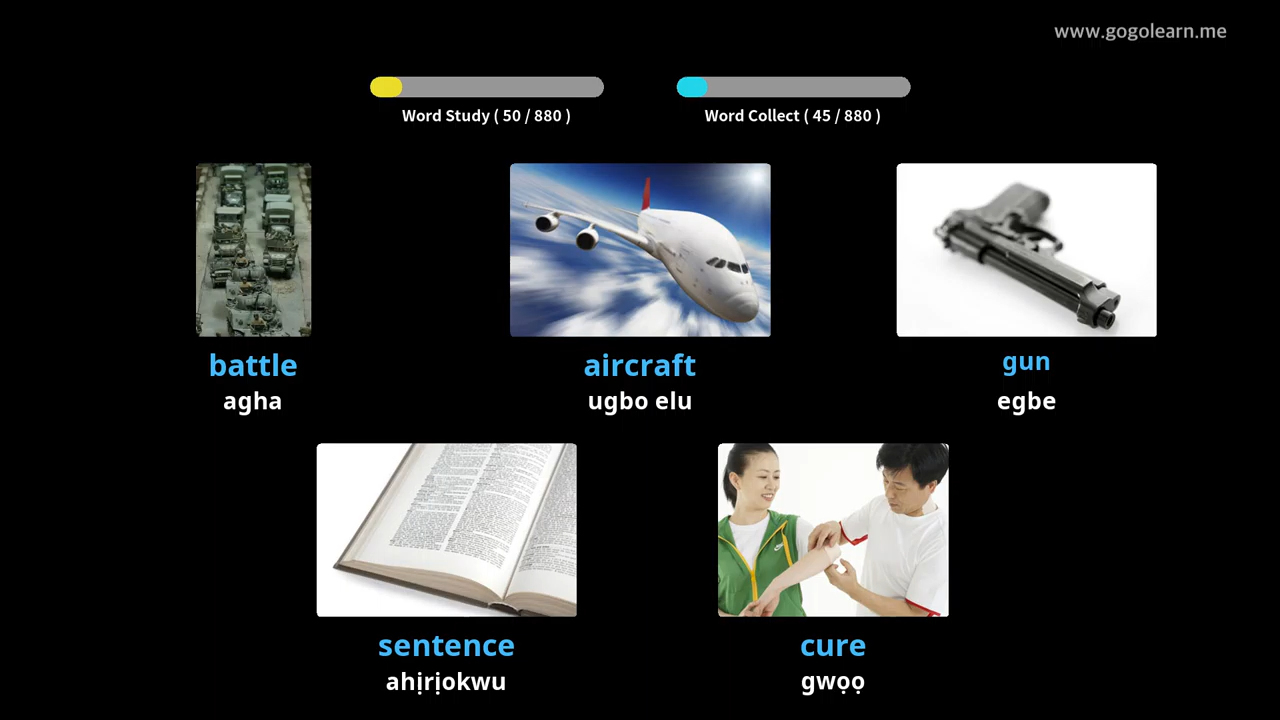 www.gogolearn.me
Word Study ( 50 / 880 )
Word Collect ( 45 / 880 )
battle
agha
aircraft
ugbo elu
gun
egbe
sentence
ahịrịokwu
cure
gwọọ